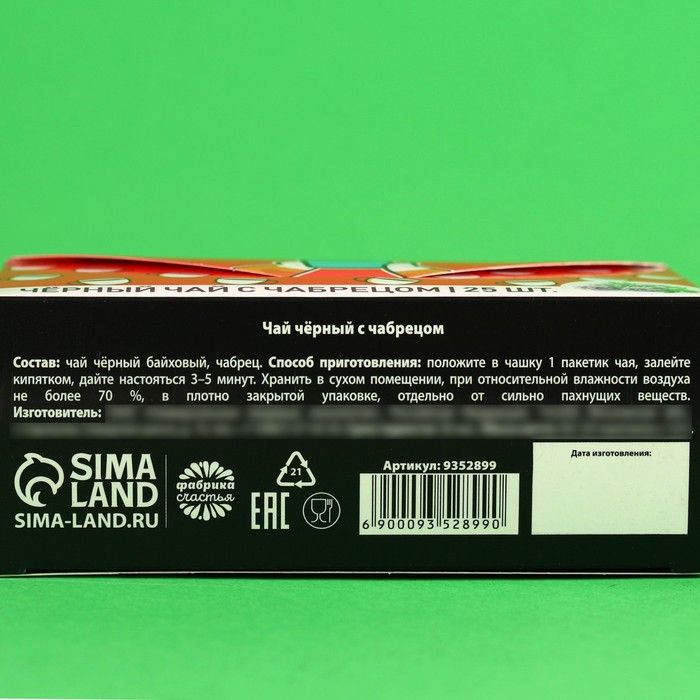 ЧЁРНЫЙ ЧАЙ С ЧАБРЕЦОМ | 25 ШТ.
Чай чёрный с чабрецом
Состав: чай чёрный байховый, чабрец. Способ приготовления: положите в чашку 1 пакетик чая, залейте
кипятком, дайте настояться 3–5 минут. Хранить в сухом помещении, при относительной влажности воздуха
не более 70 %, в плотно закрытой упаковке, отдельно от сильно пахнущих веществ.
Изготовитель:
SIMA
LAND
SIMA-LAND.RU
фабрика
счастья
21
EAC
Артикул: 9352899
6 900093 528990
Дата изготовления: